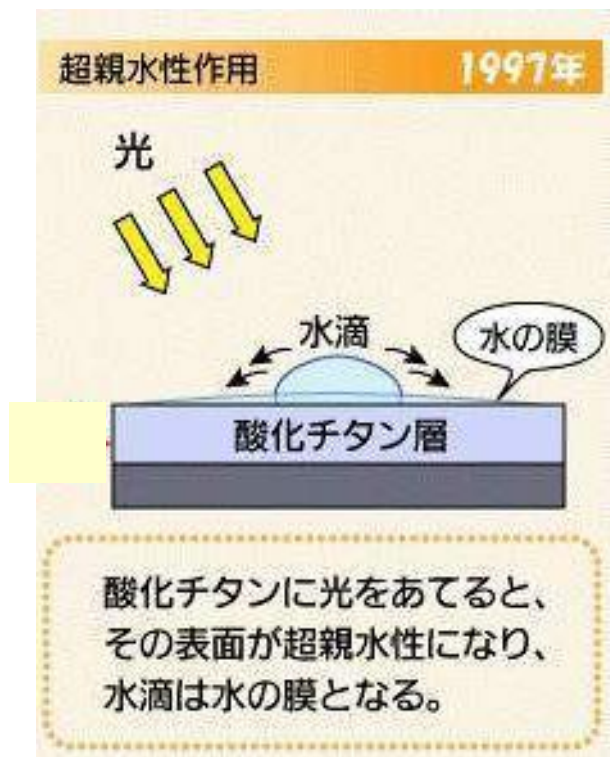 超親水性作用 1997年
光
水滴
水の膜
酸化チタン層
酸化チタンに光をあてると、
その表面が超親水性になり、
水滴は水の膜となる。